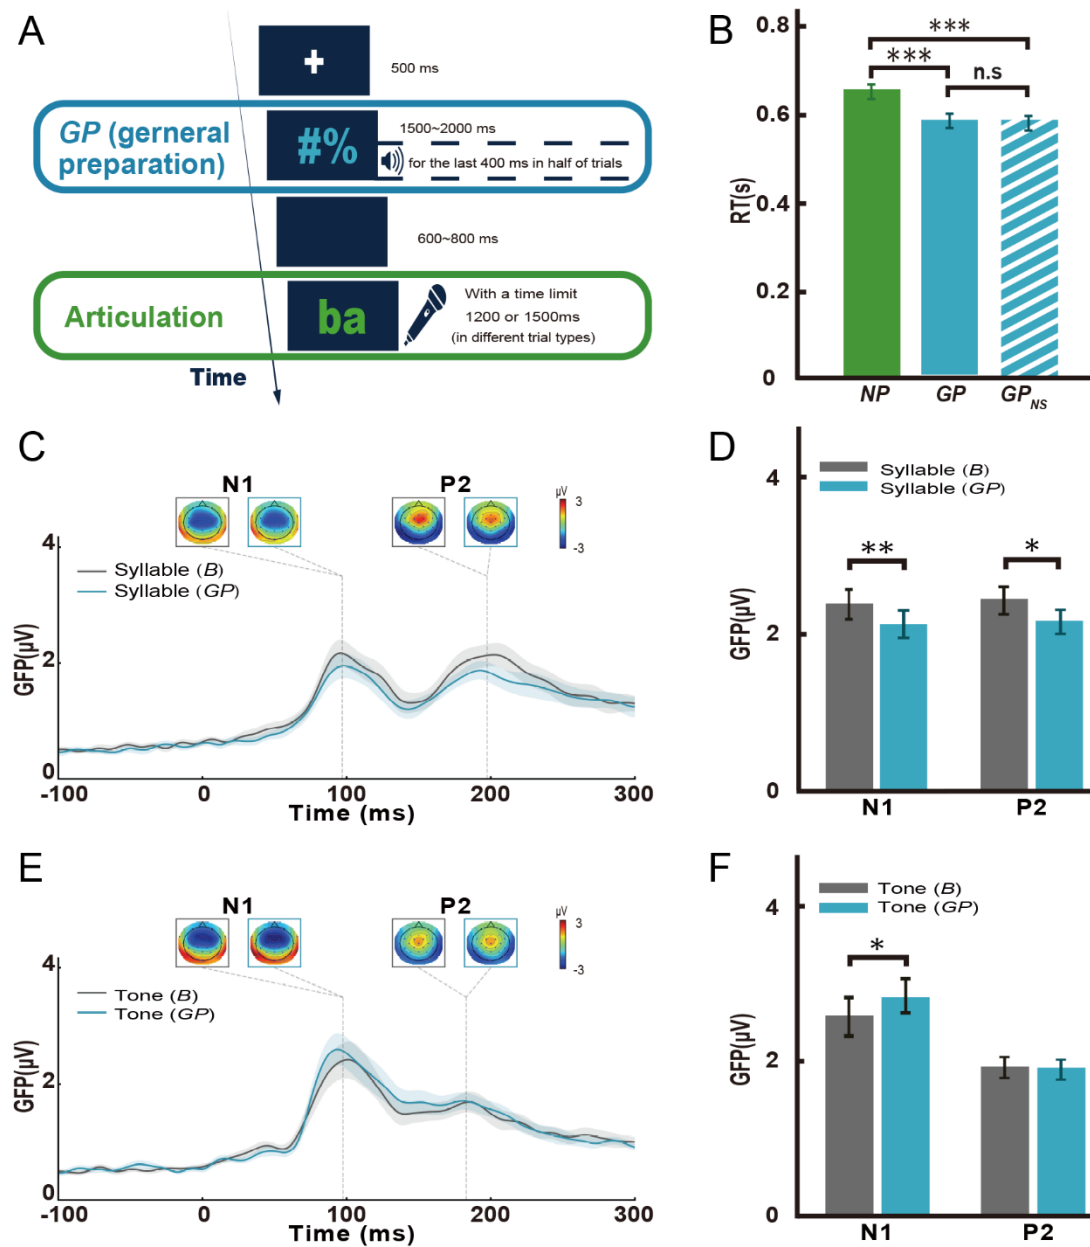 A
+
500 ms
GP (gerneral
preparation)
#%
1500~2000 ms
for the last 400 ms in half of trials
600~800 ms
Articulation
ba
With a time limit
1200 or 1500ms
(in different trial types)
Time
B
0.8
0.6
0.4
0.2
0
RT(s)
***
***
n.s
NP
GP
GP NS
C
N1
P2
μV
3
-3
Syllable (B)
Syllable (GP)
4
2
0
GFP(μV)
-100
0
100
200
300
Time (ms)
D
Syllable (B)
Syllable (GP)
4
2
0
GFP(μV)
**
*
N1
P2
E
N1
P2
μV
3
-3
Tone (B)
Tone (GP)
4
2
0
GFP(μV)
-100
0
100
200
300
Time (ms)
F
Tone (B)
Tone (GP)
4
2
0
GFP(μV)
*
N1
P2